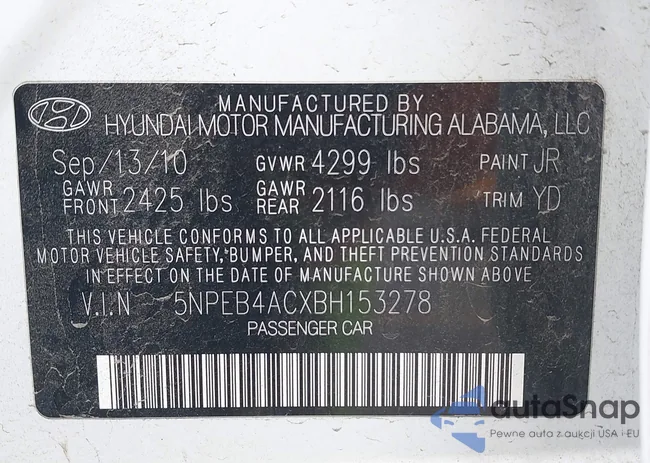 MANUFACTURED BY
HYUNDAI MOTOR MANUFACTURING ALABAMA, LLC
Sep/13/10 GVWR 4299 lbs PAINT JR
GAWR FRONT 2425 lbs GAWR REAR 2116 lbs TRIM YD
THIS VEHICLE CONFORMS TO ALL APPLICABLE U.S.A. FEDERAL
MOTOR VEHICLE SAFETY, BUMPER, AND THEFT PREVENTION STANDARDS
IN EFFECT ON THE DATE OF MANUFACTURE SHOWN ABOVE
V.I.N 5NPEB4ACXBH153278
PASSENGER CAR
autoSnap
Pewne auta z aukcji USA i EU